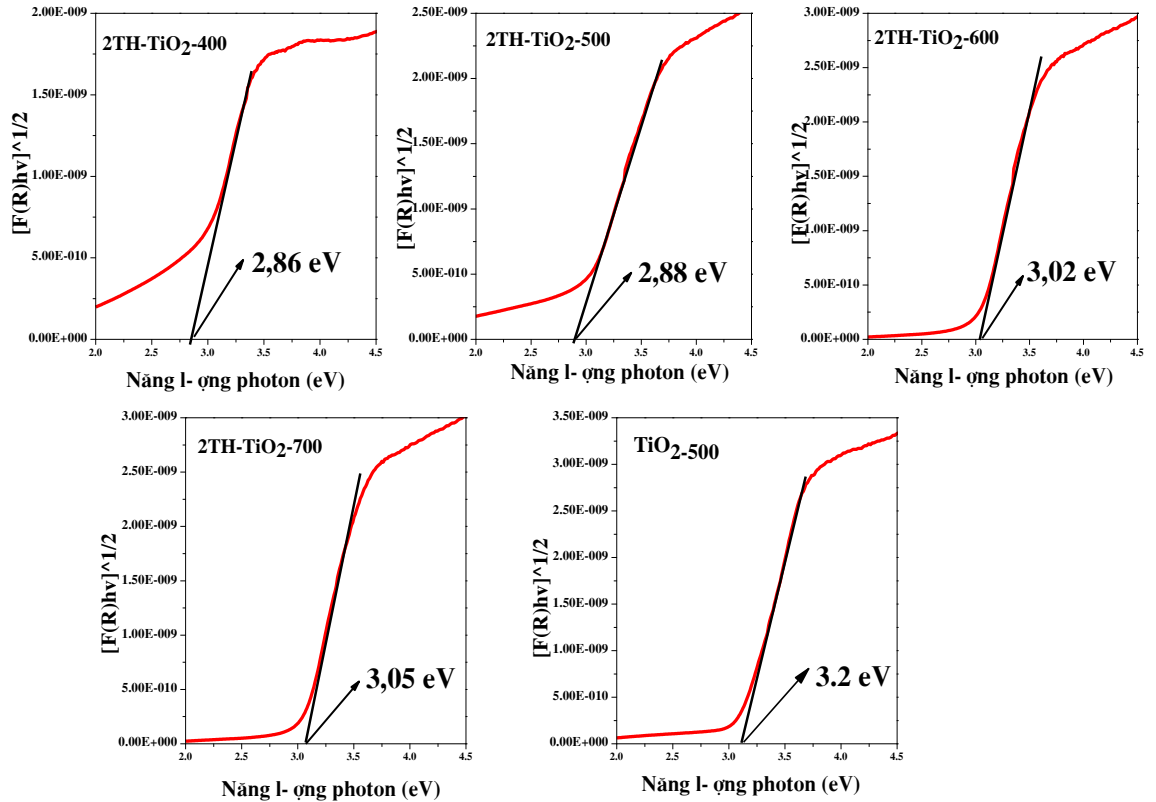 2TH-TiO2-400
[F(R)hv]^1/2
1.50E-009
1.00E-009
5.00E-010
0.00E+000
2,86 eV
2.0 2.5 3.0 3.5 4.0 4.5
Năng l- ợng photon (eV)
2TH-TiO2-500
[F(R)hv]^1/2
2.50E-009
2.00E-009
1.50E-009
1.00E-009
5.00E-010
0.00E+000
2,88 eV
2.0 2.5 3.0 3.5 4.0 4.5
Năng l- ợng photon (eV)
2TH-TiO2-600
[F(R)hv]^1/2
3.00E-009
2.50E-009
2.00E-009
1.50E-009
1.00E-009
5.00E-010
0.00E+000
3,02 eV
2.0 2.5 3.0 3.5 4.0 4.5
Năng l- ợng photon (eV)
2TH-TiO2-700
[F(R)hv]^1/2
3.00E-009
2.50E-009
2.00E-009
1.50E-009
1.00E-009
5.00E-010
0.00E+000
3,05 eV
2.0 2.5 3.0 3.5 4.0 4.5
Năng l- ợng photon (eV)
TiO2-500
[F(R)hv]^1/2
3.50E-009
3.00E-009
2.50E-009
2.00E-009
1.50E-009
1.00E-009
5.00E-010
0.00E+000
3.2 eV
2.0 2.5 3.0 3.5 4.0 4.5
Năng l- ợng photon (eV)